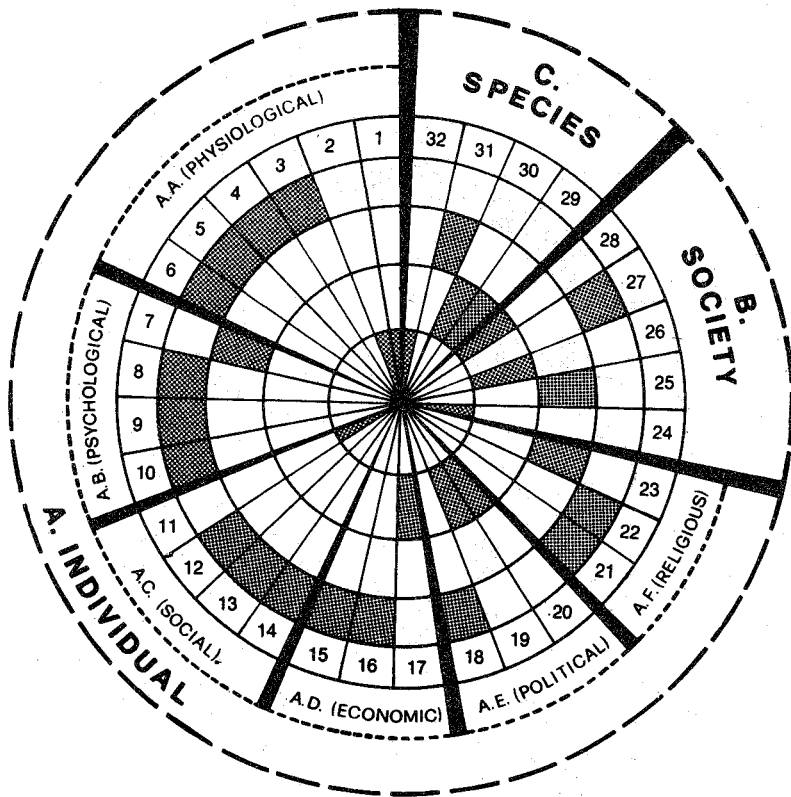 C.
SPECIES
B.
SOCIETY
A. INDIVIDUAL
A.A. (PHYSIOLOGICAL)
A.B. (PSYCHOLOGICAL)
A.C. (SOCIAL)
A.D. (ECONOMIC)
A.E. (POLITICAL)
A.F. (RELIGIOUS)
1
2
3
4
5
6
7
8
9
10
11
12
13
14
15
16
17
18
19
20
21
22
23
24
25
26
27
28
29
30
31
32